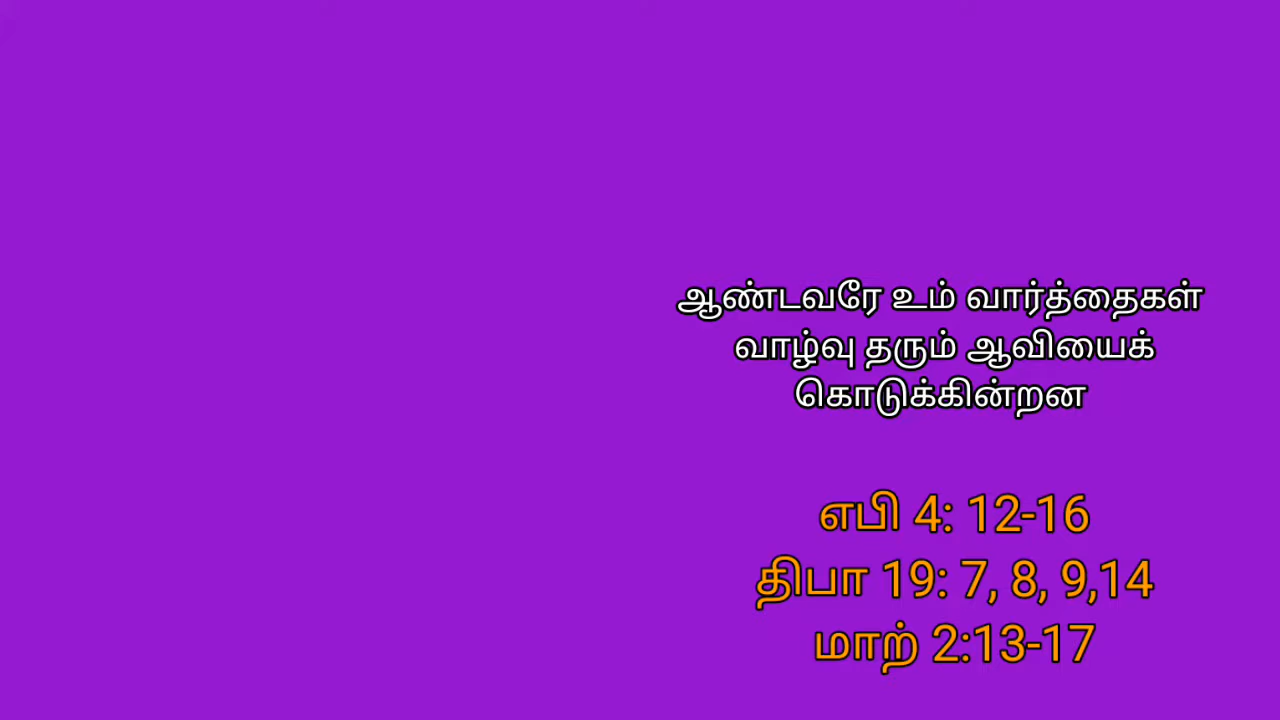 ஆண்டவரே உம் வார்த்தைகள்
வாழ்வு தரும் ஆவியைக்
கொடுக்கின்றன
எபி 4: 12-16
திபா 19: 7, 8, 9,14
மாற் 2:13-17